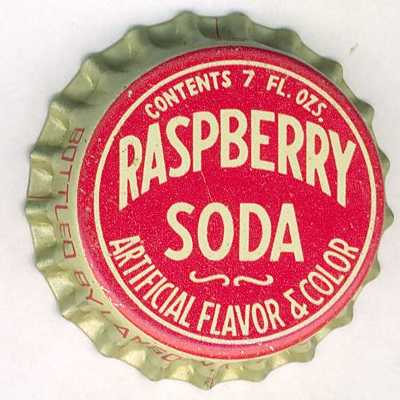 CONTENTS 7 FL. OZS.
RASPBERRY
SODA
ARTIFICIAL FLAVOR & COLOR
BOTTLED BY